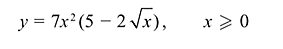 y = 7x²(5 − 2√x), x ⩾ 0